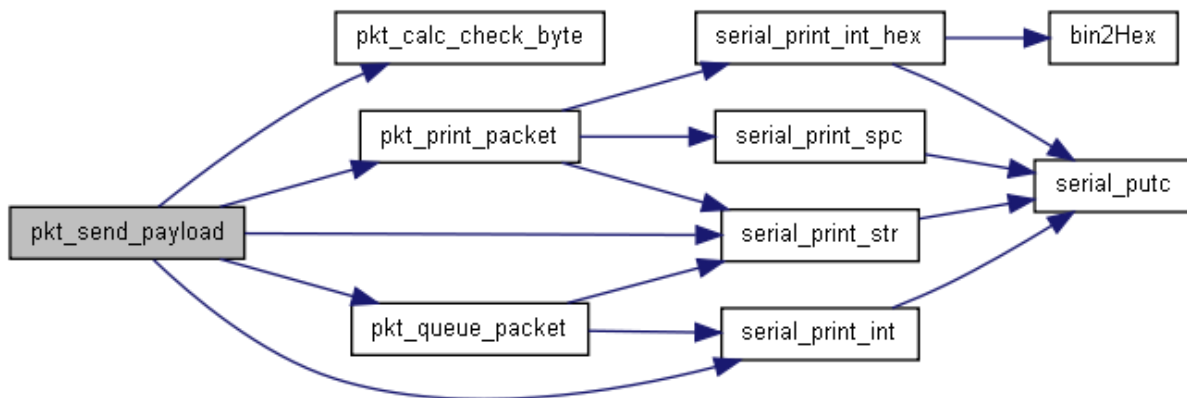 pkt_calc_check_byte
serial_print_int_hex
bin2Hex
pkt_print_packet
serial_print_spc
serial_putc
pkt_send_payload
serial_print_str
pkt_queue_packet
serial_print_int